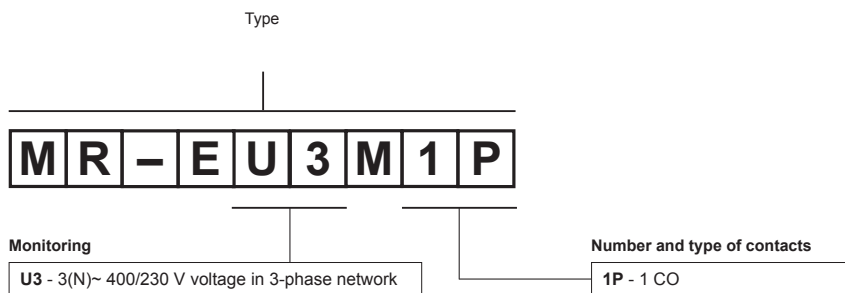 Type
MR–EU3M1P
Monitoring
Number and type of contacts
U3 - 3(N)~ 400/230 V voltage in 3-phase network
1P - 1 CO